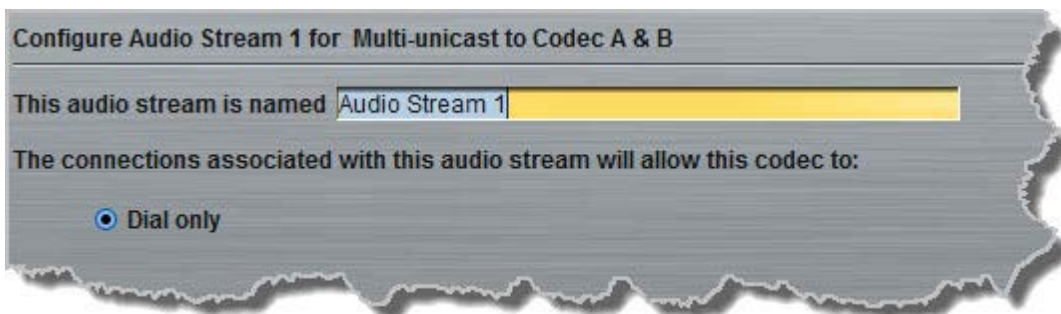 Configure Audio Stream 1 for Multi-unicast to Codec A & B
This audio stream is named Audio Stream 1
The connections associated with this audio stream will allow this codec to:
Dial only